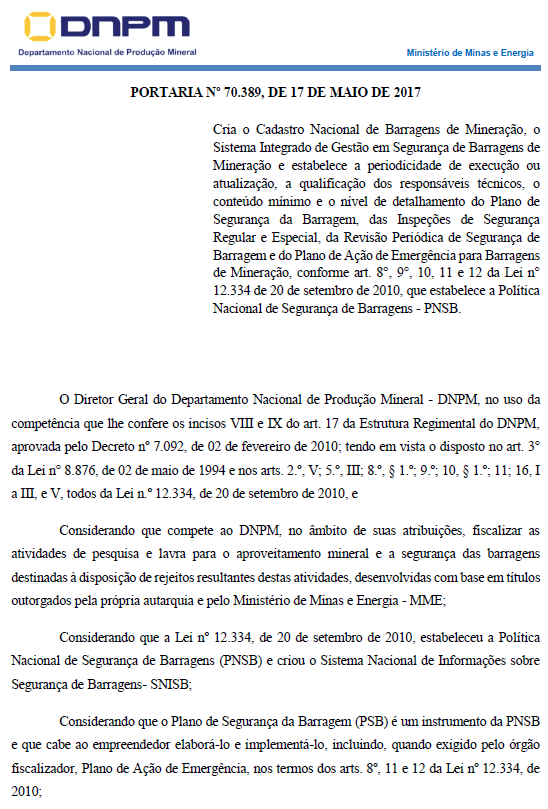 DNPM
Departamento Nacional de Produção Mineral
Ministério de Minas e Energia
PORTARIA Nº 70.389, DE 17 DE MAIO DE 2017
Cria o Cadastro Nacional de Barragens de Mineração, o
Sistema Integrado de Gestão em Segurança de Barragens de
Mineração e estabelece a periodicidade de execução ou
atualização, a qualificação dos responsáveis técnicos, o
conteúdo mínimo e o nível de detalhamento do Plano de
Segurança da Barragem, das Inspeções de Segurança
Regular e Especial, da Revisão Periódica de Segurança de
Barragem e do Plano de Ação de Emergência para Barragens
de Mineração, conforme art. 8°, 9°, 10, 11 e 12 da Lei n°
12.334 de 20 de setembro de 2010, que estabelece a Política
Nacional de Segurança de Barragens - PNSB.
O Diretor Geral do Departamento Nacional de Produção Mineral - DNPM, no uso da
competência que lhe confere os incisos VIII e IX do art. 17 da Estrutura Regimental do DNPM,
aprovada pelo Decreto nº 7.092, de 02 de fevereiro de 2010; tendo em vista o disposto no art. 3°
da Lei n° 8.876, de 02 de maio de 1994 e nos arts. 2.º, V; 5.º, III; 8.º, § 1.º; 9.º; 10, § 1.º; 11; 16, I
a III, e V, todos da Lei n.º 12.334, de 20 de setembro de 2010, e
Considerando que compete ao DNPM, no âmbito de suas atribuições, fiscalizar as
atividades de pesquisa e lavra para o aproveitamento mineral e a segurança das barragens
destinadas à disposição de rejeitos resultantes destas atividades, desenvolvidas com base em títulos
outorgados pela própria autarquia e pelo Ministério de Minas e Energia - MME;
Considerando que a Lei nº 12.334, de 20 de setembro de 2010, estabeleceu a Política
Nacional de Segurança de Barragens (PNSB) e criou o Sistema Nacional de Informações sobre
Segurança de Barragens- SNISB;
Considerando que o Plano de Segurança da Barragem (PSB) é um instrumento da PNSB
e que cabe ao empreendedor elaborá-lo e implementá-lo, incluindo, quando exigido pelo órgão
fiscalizador, Plano de Ação de Emergência, nos termos dos arts. 8º, 11 e 12 da Lei nº 12.334, de
2010;